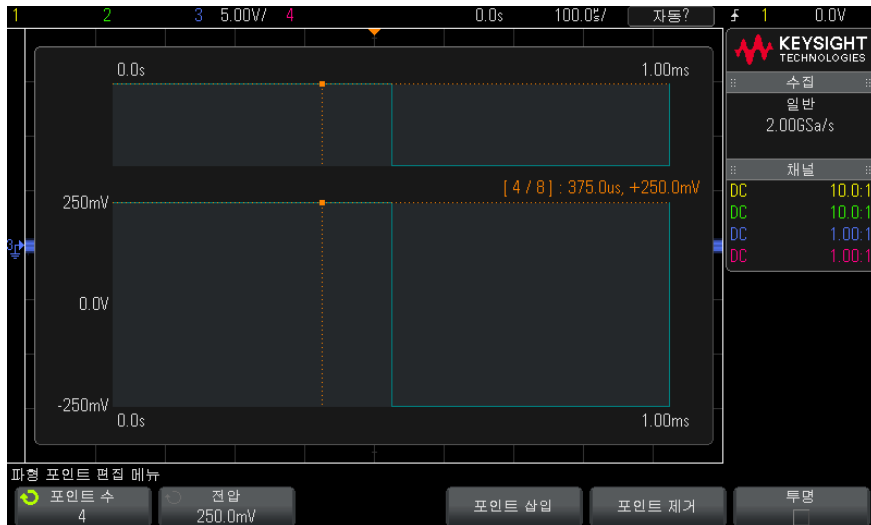 1 2 3 5.00V/ 4 0.0s 100.0us/ 자동? 1 0.0V
KEYSIGHT
TECHNOLOGIES
수집
일반
2.00GSa/s
채널
DC 10.0:1
DC 10.0:1
DC 1.00:1
DC 1.00:1
0.0s 1.00ms
[ 4 / 8 ] : 375.0us, +250.0mV
250mV
3
0.0V
-250mV
0.0s 1.00ms
파형 포인트 편집 메뉴
포인트 수
4
전압
250.0mV
포인트 삽입
포인트 제거
투명